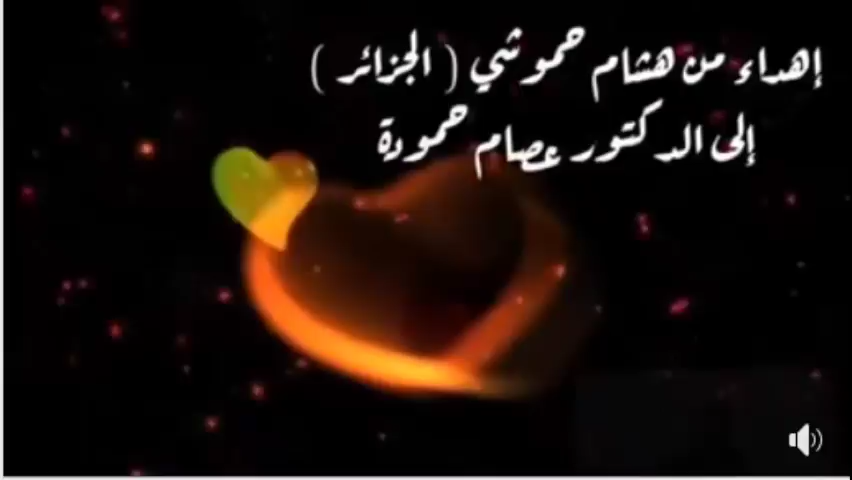 إهداء من هشام حموشي ( الجزائر )
إلى الدكتور عصام حمودة